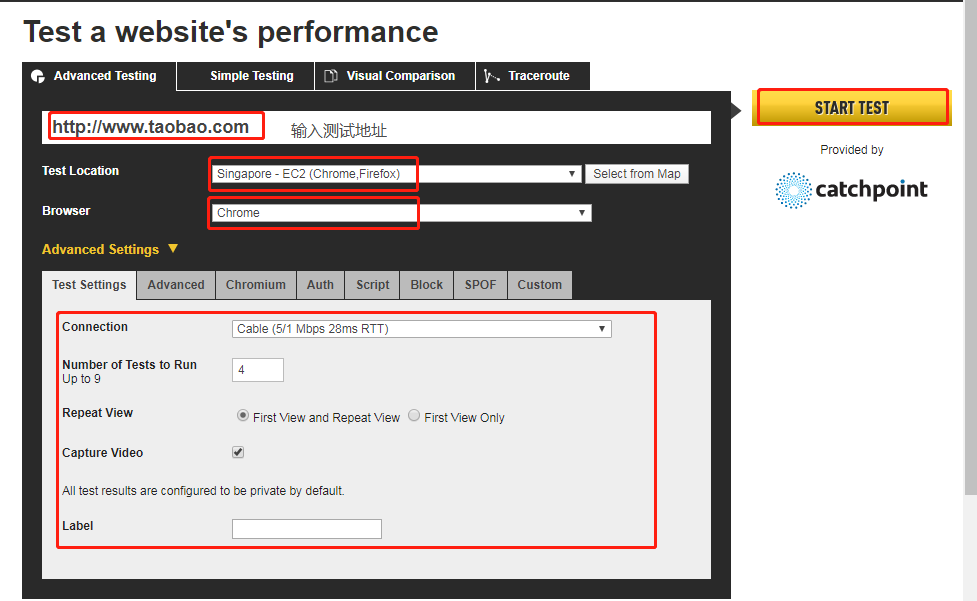 Test a website's performance
Advanced Testing Simple Testing Visual Comparison Traceroute
http://www.taobao.com 输入测试地址
START TEST
Provided by
catchpoint
Test Location Singapore - EC2 (Chrome,Firefox) Select from Map
Browser Chrome
Advanced Settings
Test Settings Advanced Chromium Auth Script Block SPOF Custom
Connection Cable (5/1 Mbps 28ms RTT)
Number of Tests to Run
Up to 9
4
Repeat View First View and Repeat View First View Only
Capture Video
All test results are configured to be private by default.
Label